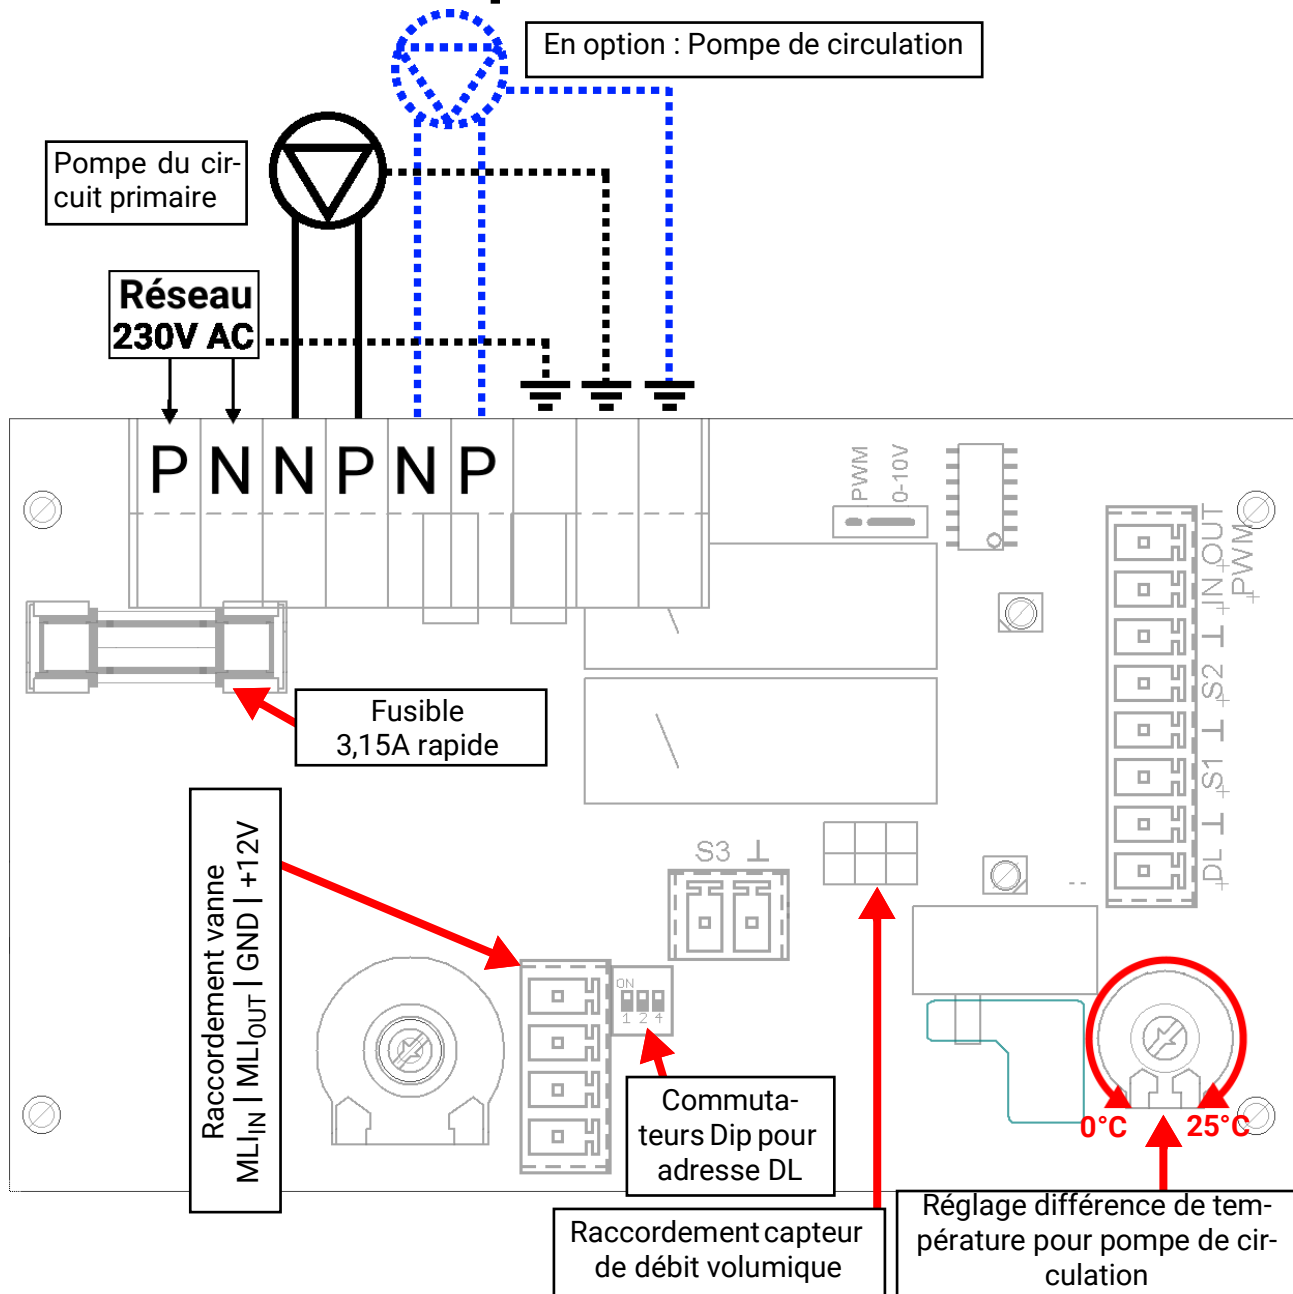 En option : Pompe de circulation
Pompe du cir-
cuit primaire
Réseau
230V AC
P N N P N P
PWM
0-10V
OUT
IN
PWM
⊥
S2
⊥
S1
⊥
DL
Fusible
3,15A rapide
Raccordement vanne
MLI_IN | MLI_OUT | GND | +12V
S3 ⊥
ON
1 2 4
Commuta-
teurs Dip pour
adresse DL
0°C 25°C
Raccordement capteur
de débit volumique
Réglage différence de tem-
pérature pour pompe de cir-
culation